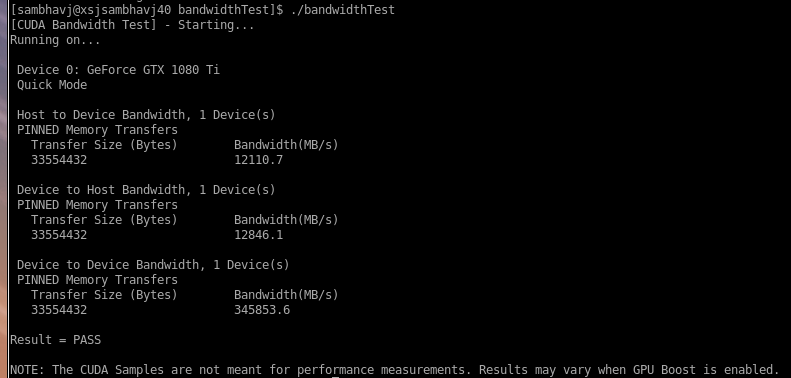 [sambhavj@xsjsambhavj40 bandwidthTest]$ ./bandwidthTest
[CUDA Bandwidth Test] - Starting...
Running on...
Device 0: GeForce GTX 1080 Ti
Quick Mode
Host to Device Bandwidth, 1 Device(s)
PINNED Memory Transfers
Transfer Size (Bytes) Bandwidth(MB/s)
33554432 12110.7
Device to Host Bandwidth, 1 Device(s)
PINNED Memory Transfers
Transfer Size (Bytes) Bandwidth(MB/s)
33554432 12846.1
Device to Device Bandwidth, 1 Device(s)
PINNED Memory Transfers
Transfer Size (Bytes) Bandwidth(MB/s)
33554432 345853.6
Result = PASS
NOTE: The CUDA Samples are not meant for performance measurements. Results may vary when GPU Boost is enabled.